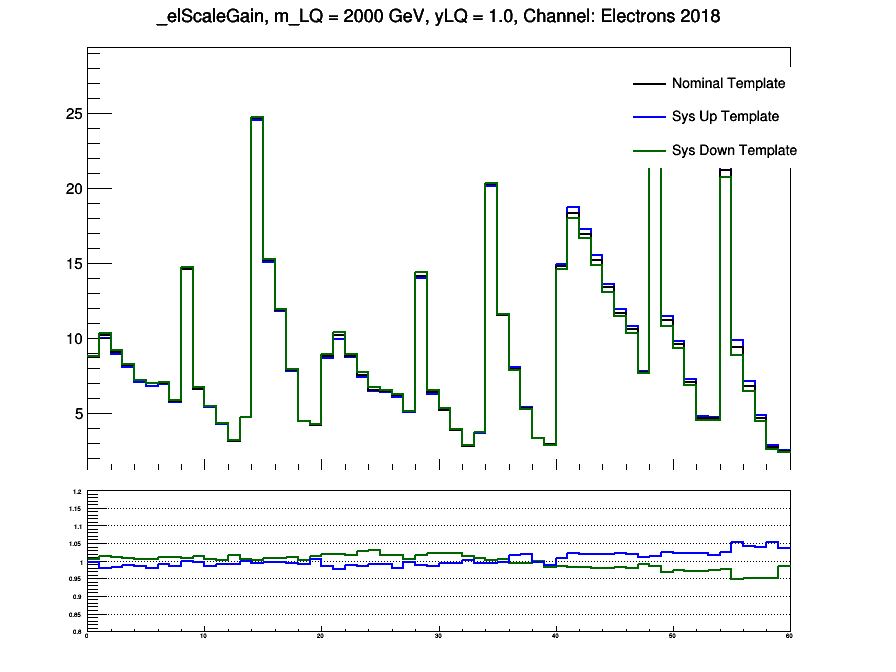 _elScaleGain, m_LQ = 2000 GeV, yLQ = 1.0, Channel: Electrons 2018
Nominal Template
Sys Up Template
Sys Down Template
25
20
15
10
5
1.2
1.15
1.1
1.05
1
0.95
0.9
0.85
0.8
0 10 20 30 40 50 60